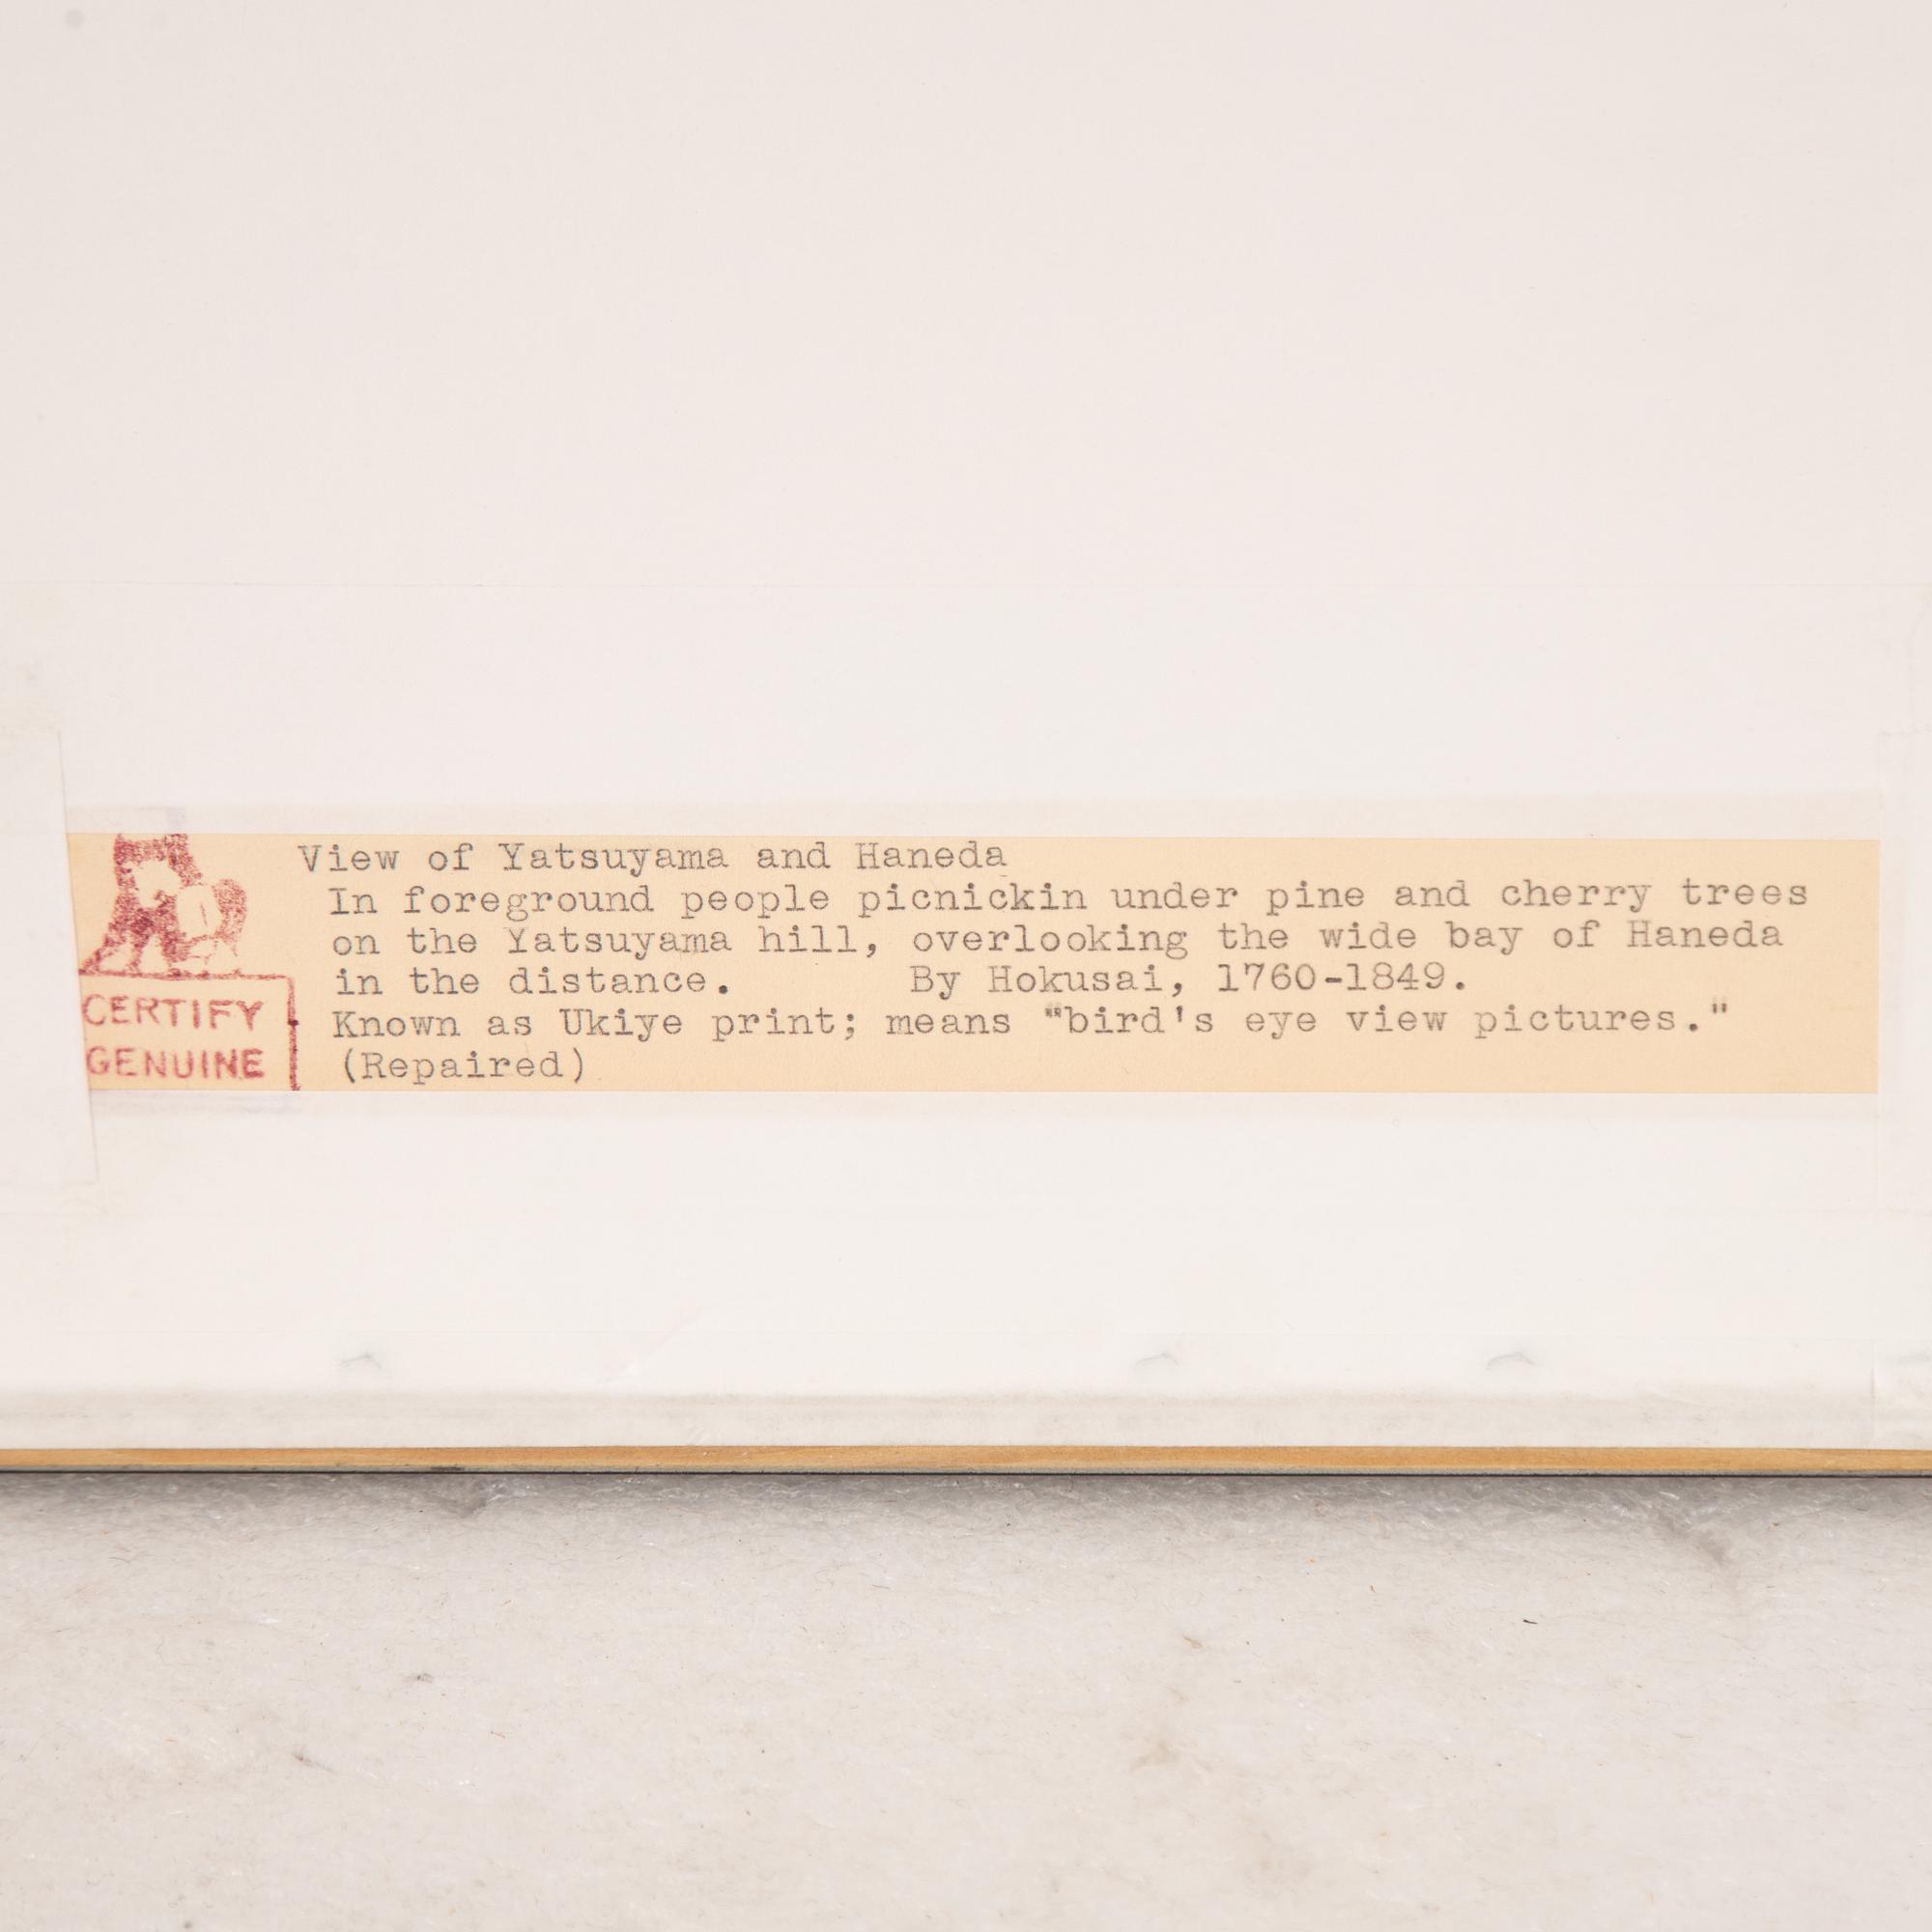 View of Yatsuyama and Haneda
In foreground people picnickin under pine and cherry trees
on the Yatsuyama hill, overlooking the wide bay of Haneda
in the distance. By Hokusai, 1760-1849.
Known as Ukiye print; means "bird's eye view pictures."
(Repaired)
CERTIFY
GENUINE